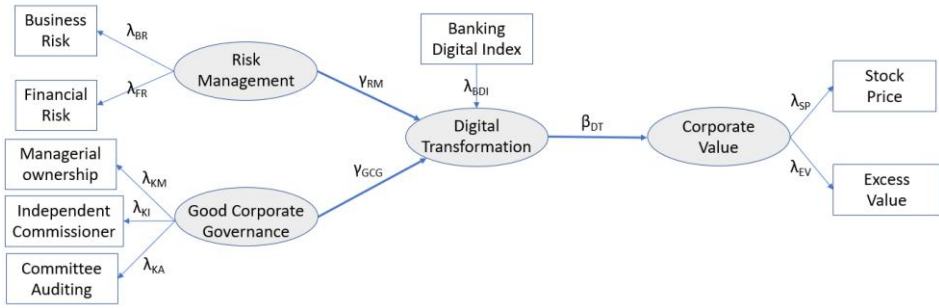 Business
Risk
λBR
Risk
Management
λFR
Financial
Risk
γRM
Banking
Digital Index
λBDI
Digital
Transformation
βDT
Corporate
Value
λSP
Stock
Price
λEV
Excess
Value
Managerial
ownership
λKM
Independent
Commissioner
λKI
Good Corporate
Governance
γGCG
λKA
Committee
Auditing